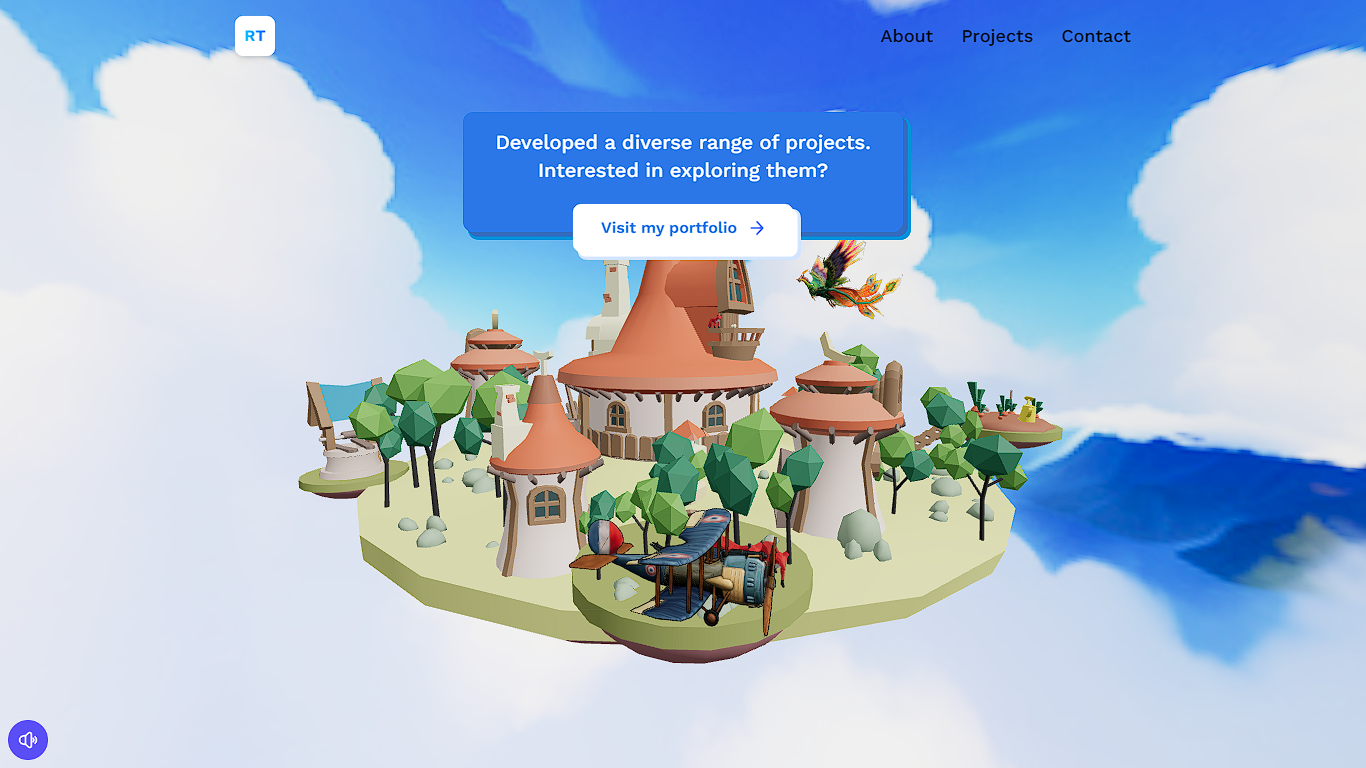 RT
About
Projects
Contact
Developed a diverse range of projects.
Interested in exploring them?
Visit my portfolio